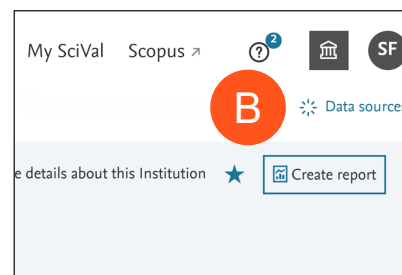 My SciVal Scopus ↗ 2 SF
B Data sources
e details about this Institution Create report